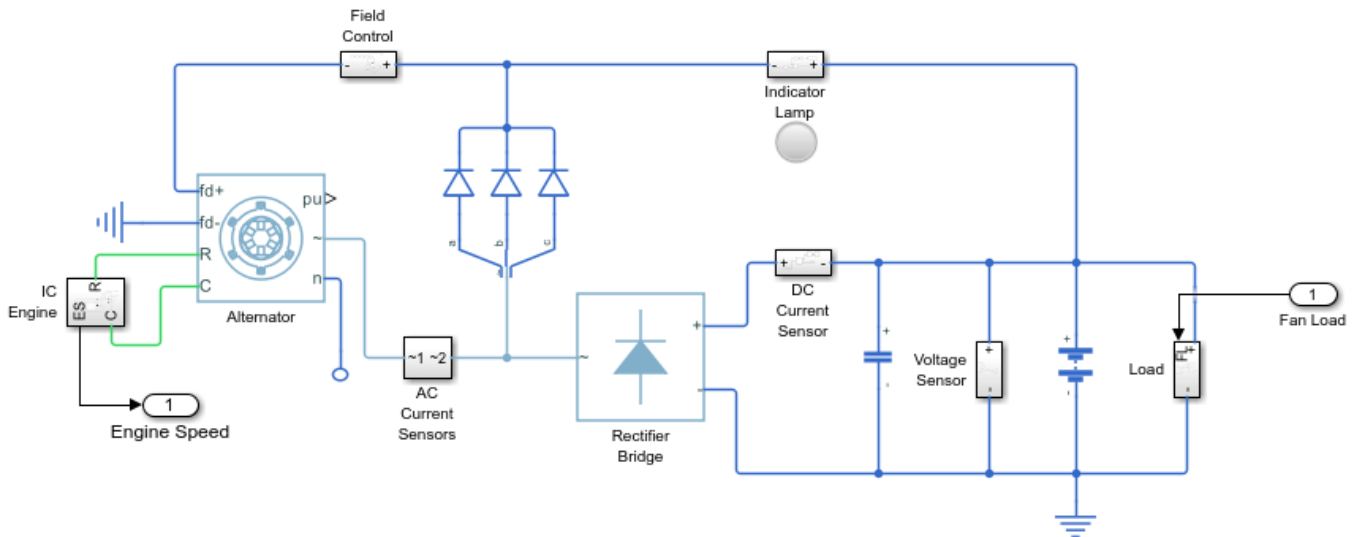 Field
Control
- +
- +
Indicator
Lamp
fd+
pu
fd-
~
R
n
C
Alternator
a
b
c
IC
Engine
R
ES
C
1
Engine Speed
~1 ~2
AC
Current
Sensors
~
+
-
Rectifier
Bridge
+ -
DC
Current
Sensor
+
-
Voltage
Sensor
+
-
+
-
Load
FL
+
-
1
Fan Load